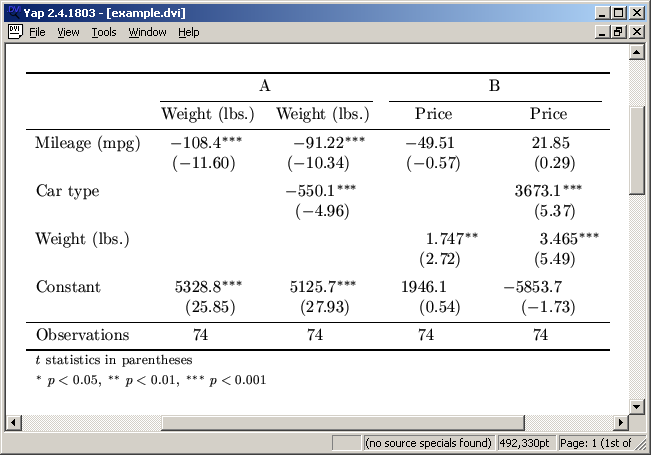 Yap 2.4.1803 - [example.dvi]
File View Tools Window Help
A B
Weight (lbs.) Weight (lbs.) Price Price
Mileage (mpg) −108.4*** −91.22*** −49.51 21.85
(−11.60) (−10.34) (−0.57) (0.29)
Car type −550.1*** 3673.1***
(−4.96) (5.37)
Weight (lbs.) 1.747** 3.465***
(2.72) (5.49)
Constant 5328.8*** 5125.7*** 1946.1 −5853.7
(25.85) (27.93) (0.54) (−1.73)
Observations 74 74 74 74
t statistics in parentheses
* p < 0.05, ** p < 0.01, *** p < 0.001
(no source specials found) 492,330pt Page: 1 (1st of